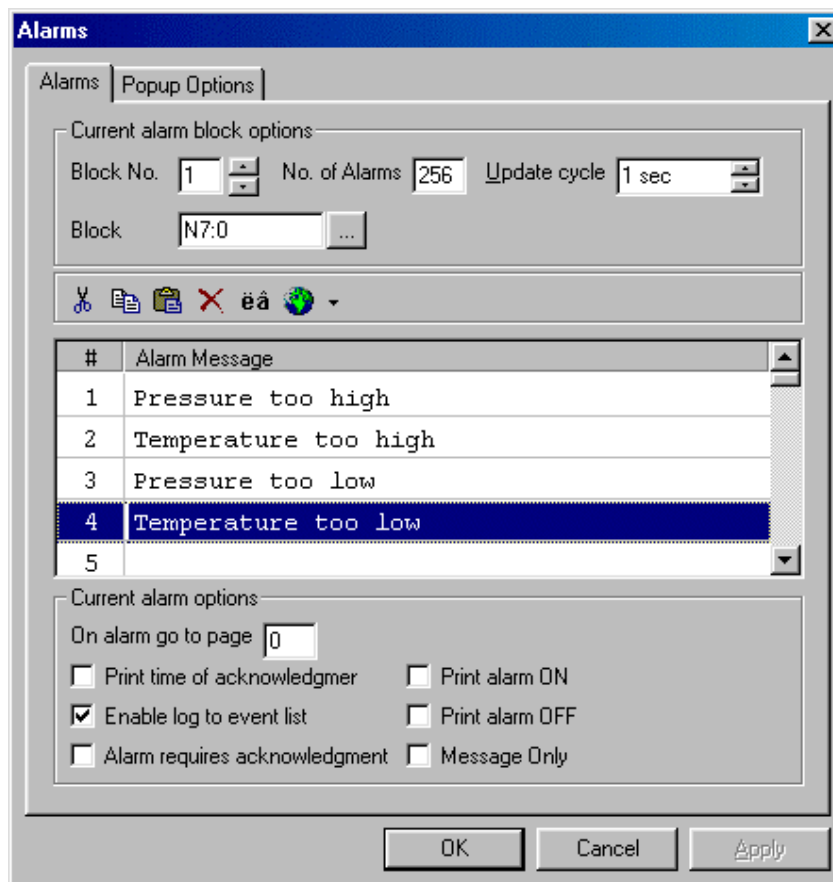 Alarms
Alarms Popup Options
Current alarm block options
Block No. 1 No. of Alarms 256 Update cycle 1 sec
Block N7:0 ...
ëâ
# Alarm Message
1 Pressure too high
2 Temperature too high
3 Pressure too low
4 Temperature too low
5
Current alarm options
On alarm go to page 0
Print time of acknowledgmer Print alarm ON
Enable log to event list Print alarm OFF
Alarm requires acknowledgment Message Only
OK Cancel Apply